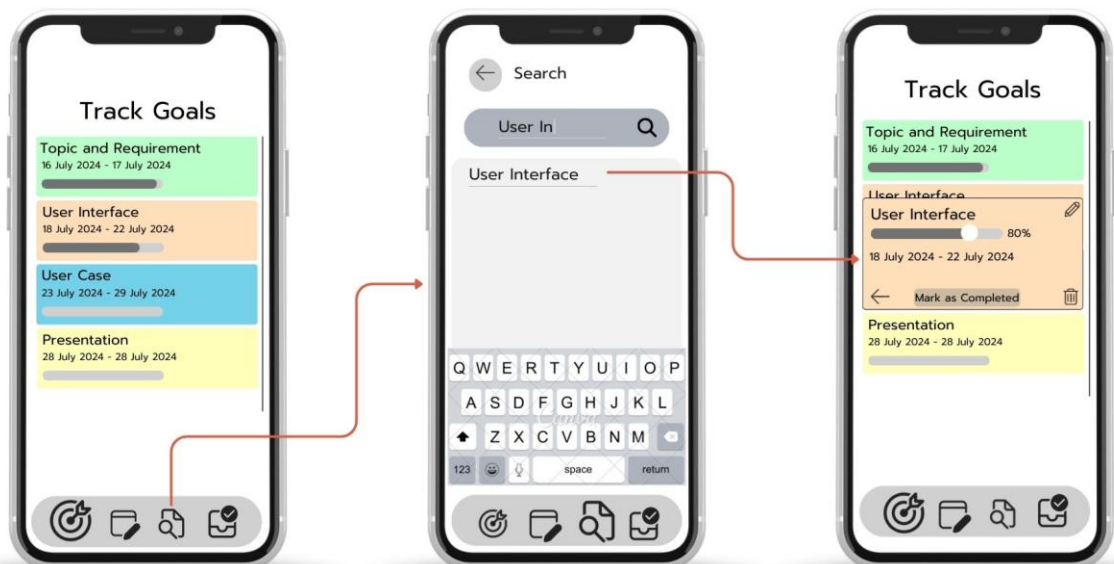 Track Goals
Topic and Requirement
16 July 2024 - 17 July 2024
User Interface
18 July 2024 - 22 July 2024
User Case
23 July 2024 - 29 July 2024
Presentation
28 July 2024 - 28 July 2024
Search
User In
User Interface
Q W E R T Y U I O P
A S D F G H J K L
Canva
Z X C V B N M
123 space return
Track Goals
Topic and Requirement
16 July 2024 - 17 July 2024
User Interface
User Interface
80%
18 July 2024 - 22 July 2024
Mark as Completed
Presentation
28 July 2024 - 28 July 2024